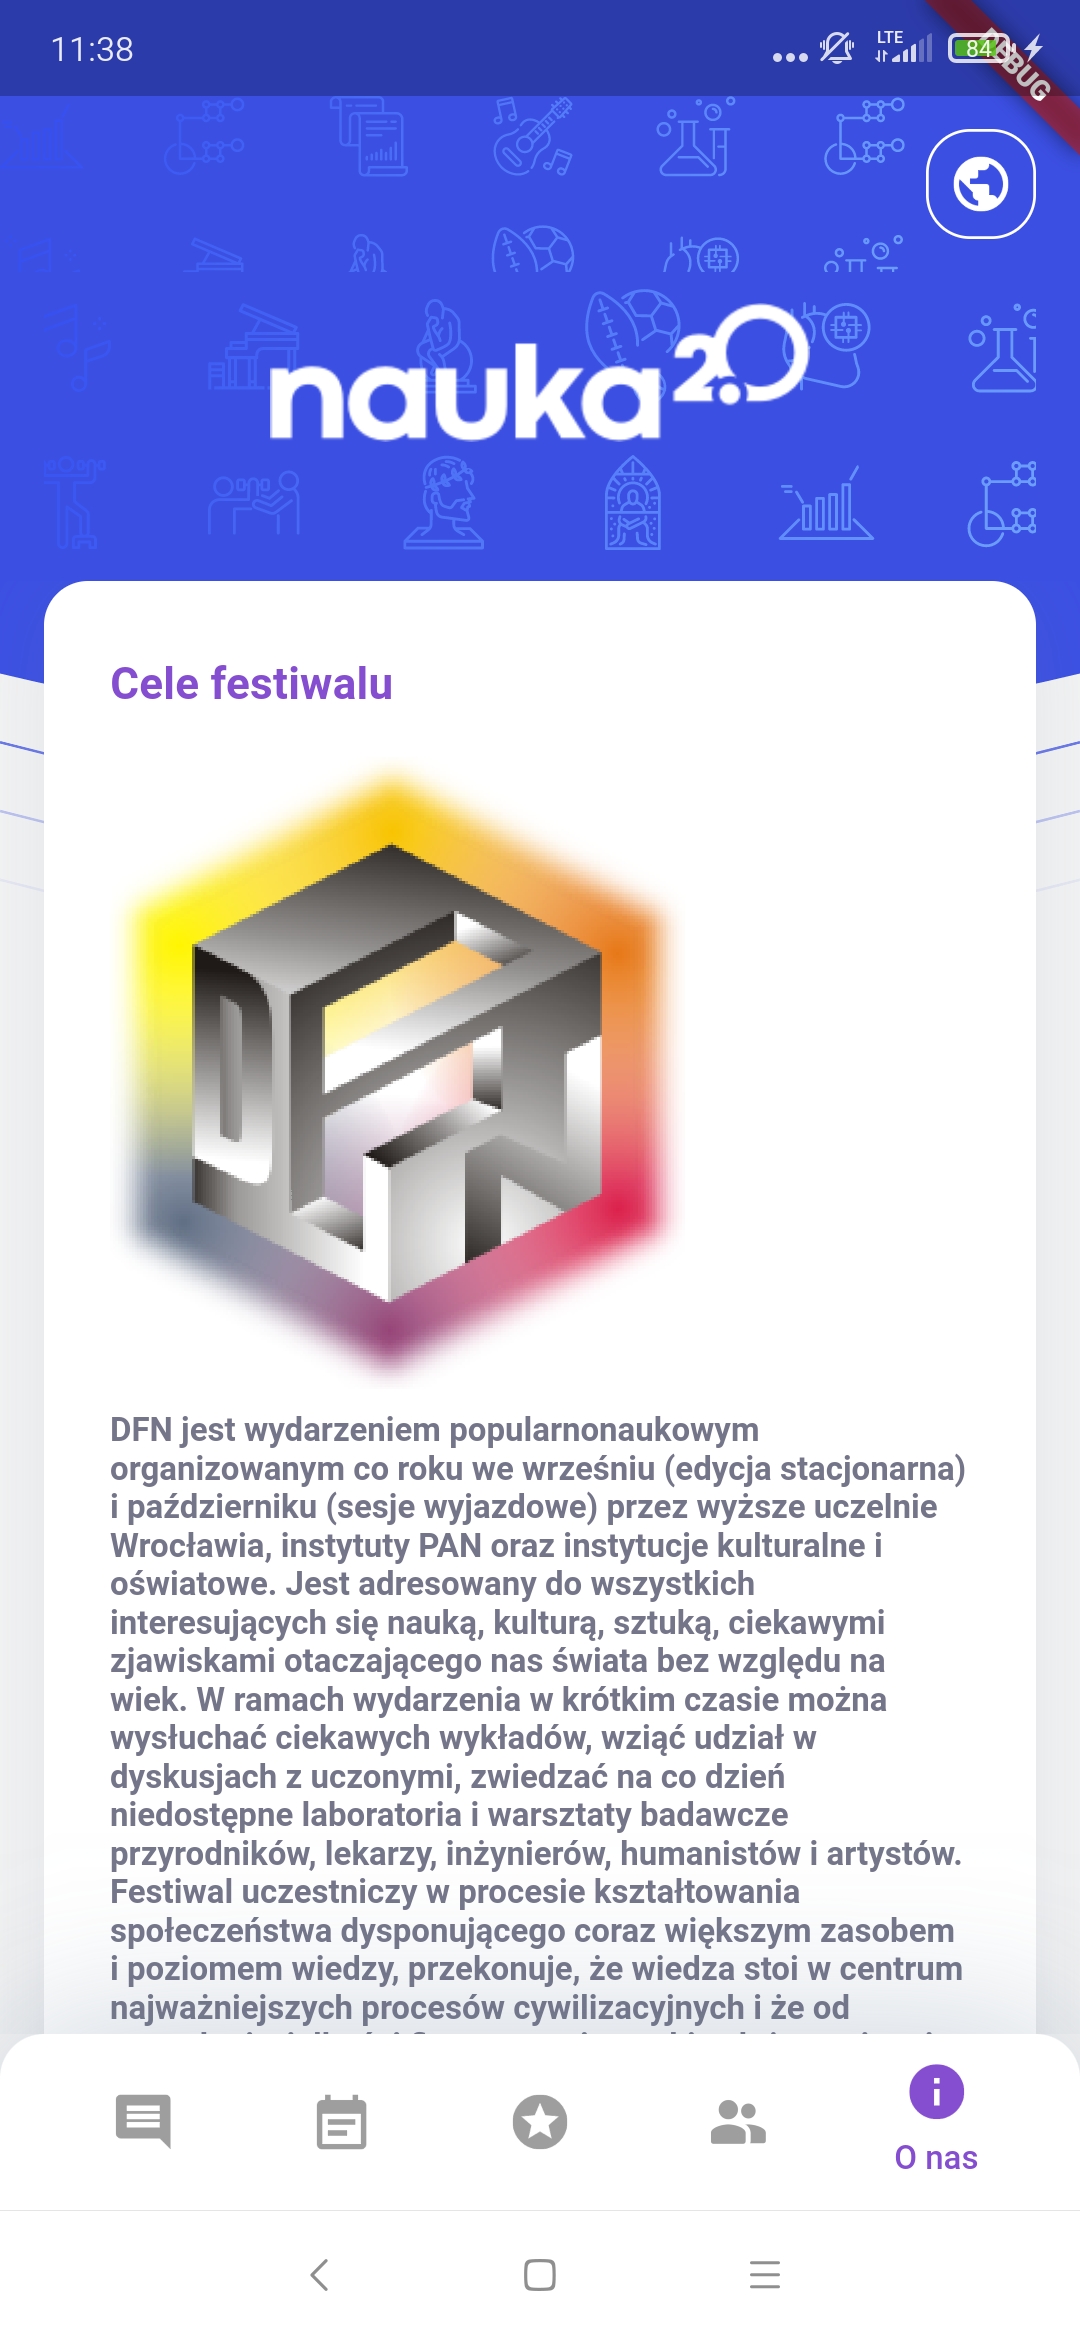 11:38
LTE
84
DEBUG
nauka 2.0
Cele festiwalu
DFN
DFN jest wydarzeniem popularnonaukowym
organizowanym co roku we wrześniu (edycja stacjonarna)
i październiku (sesje wyjazdowe) przez wyższe uczelnie
Wrocławia, instytuty PAN oraz instytucje kulturalne i
oświatowe. Jest adresowany do wszystkich
interesujących się nauką, kulturą, sztuką, ciekawymi
zjawiskami otaczającego nas świata bez względu na
wiek. W ramach wydarzenia w krótkim czasie można
wysłuchać ciekawych wykładów, wziąć udział w
dyskusjach z uczonymi, zwiedzać na co dzień
niedostępne laboratoria i warsztaty badawcze
przyrodników, lekarzy, inżynierów, humanistów i artystów.
Festiwal uczestniczy w procesie kształtowania
społeczeństwa dysponującego coraz większym zasobem
i poziomem wiedzy, przekonuje, że wiedza stoi w centrum
najważniejszych procesów cywilizacyjnych i że od
O nas